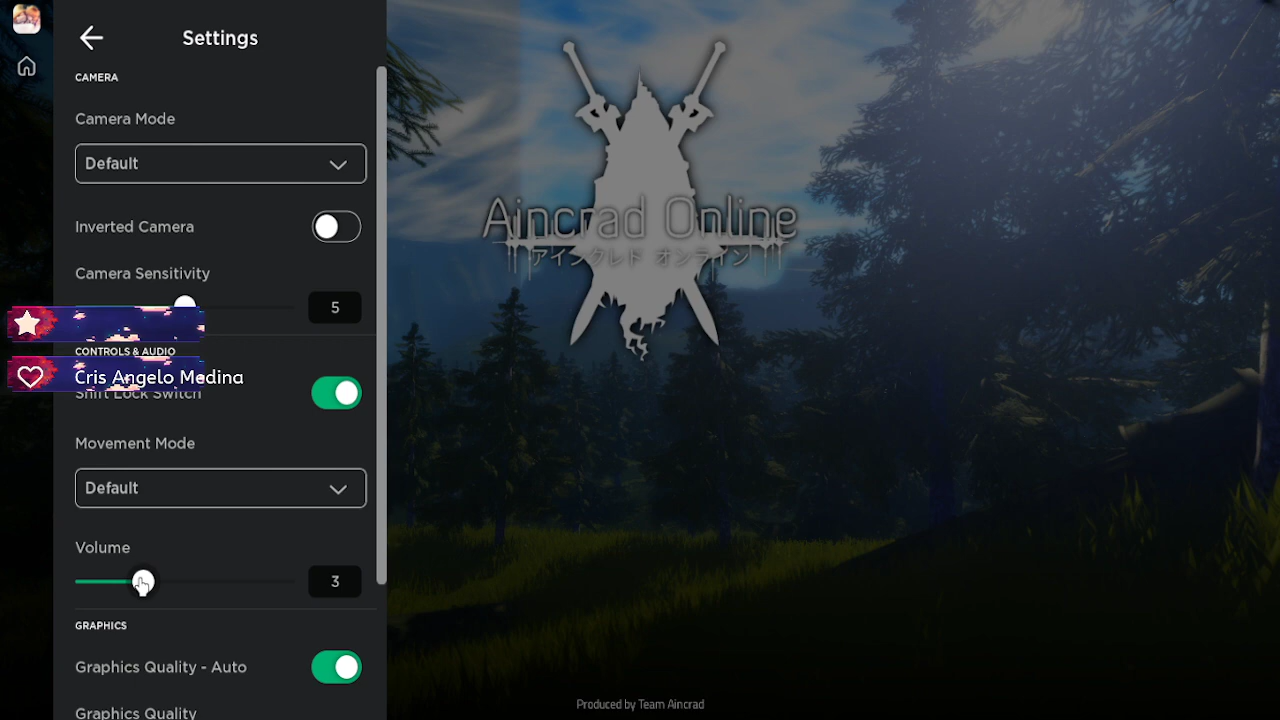 Settings
CAMERA
Camera Mode
Default
Inverted Camera
Camera Sensitivity
5
CONTROLS & AUDIO
Cris Angelo Medina
Shift Lock Switch
Movement Mode
Default
Volume
3
GRAPHICS
Graphics Quality - Auto
Graphics Quality
Aincrad Online
アインクレド オンライン
Produced by Team Aincrad